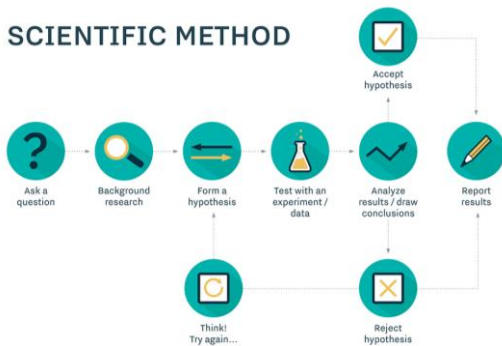 SCIENTIFIC METHOD
Accept
hypothesis
Ask a
question
Background
research
Form a
hypothesis
Test with an
experiment /
data
Analyze
results / draw
conclusions
Report
results
Think!
Try again...
Reject
hypothesis